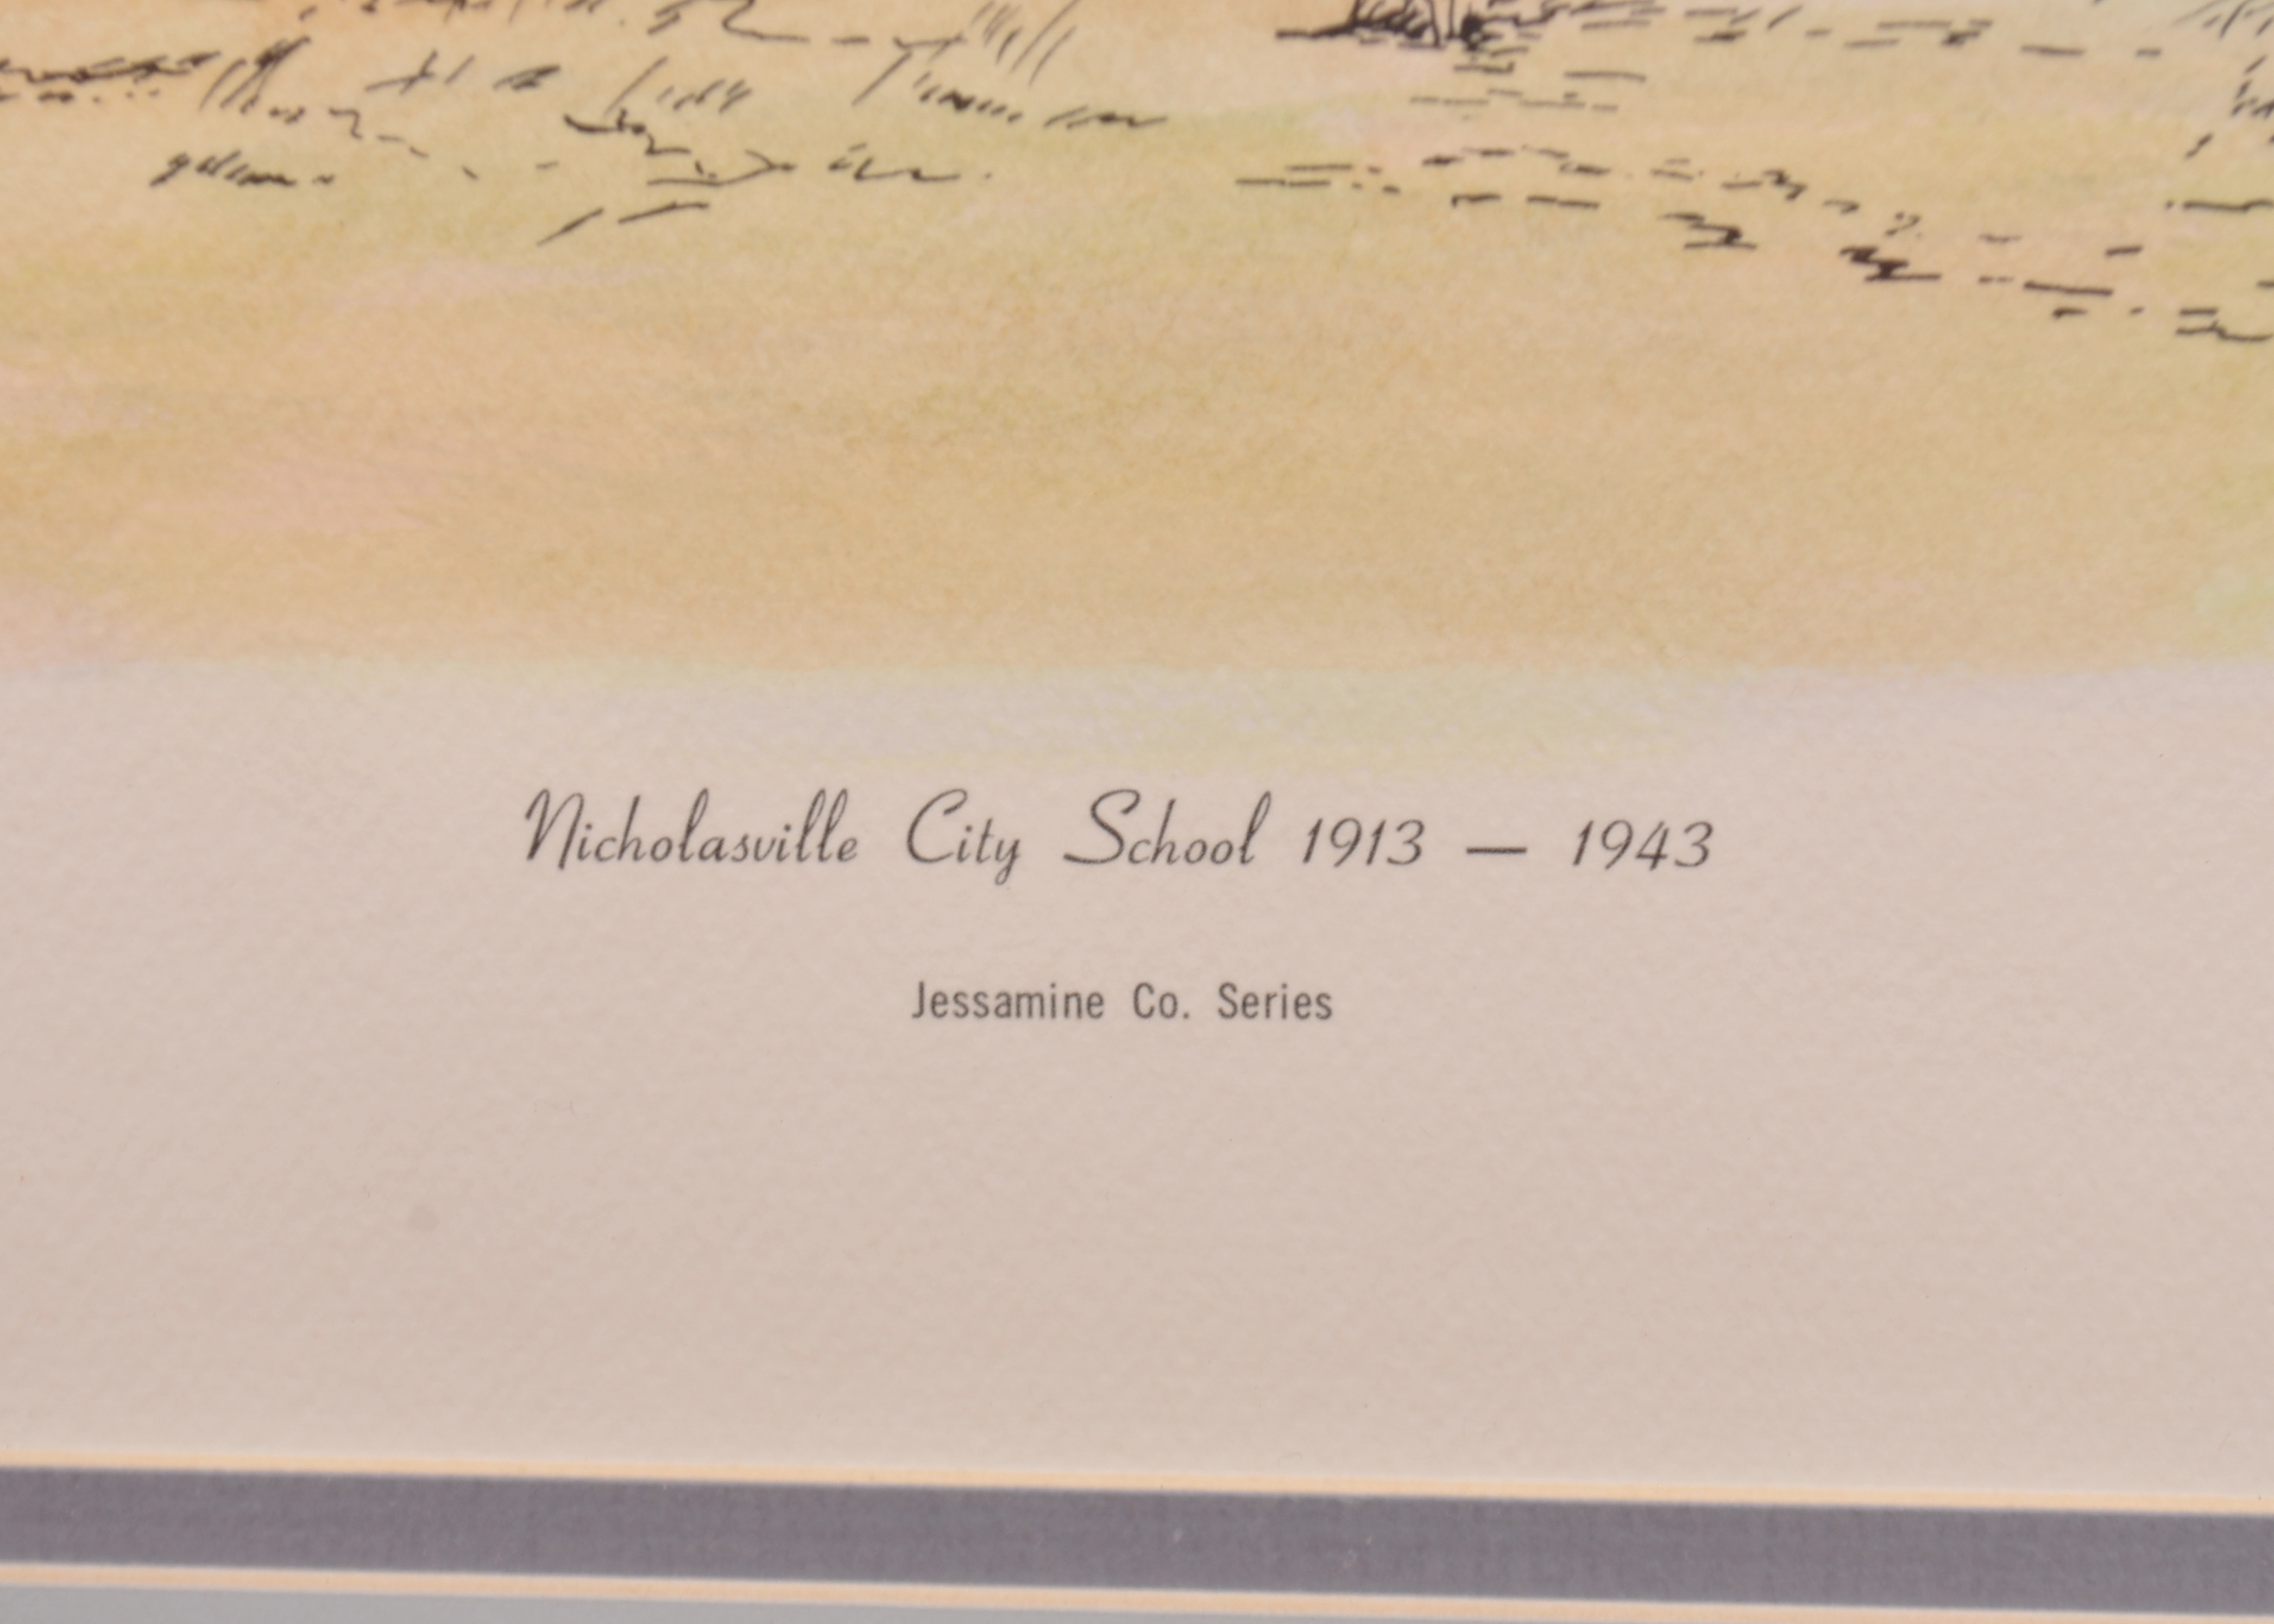 Nicholasville City School 1913 — 1943
Jessamine Co. Series